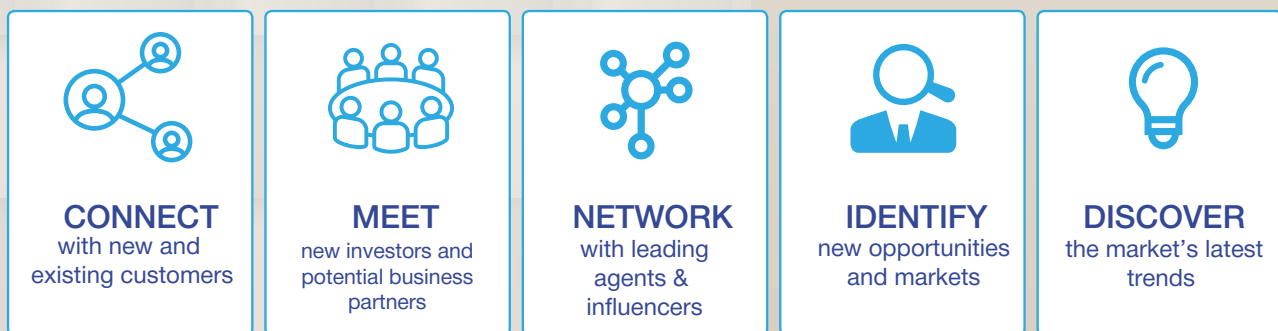 CONNECT
with new and
existing customers
MEET
new investors and
potential business
partners
NETWORK
with leading
agents &
influencers
IDENTIFY
new opportunities
and markets
DISCOVER
the market’s latest
trends